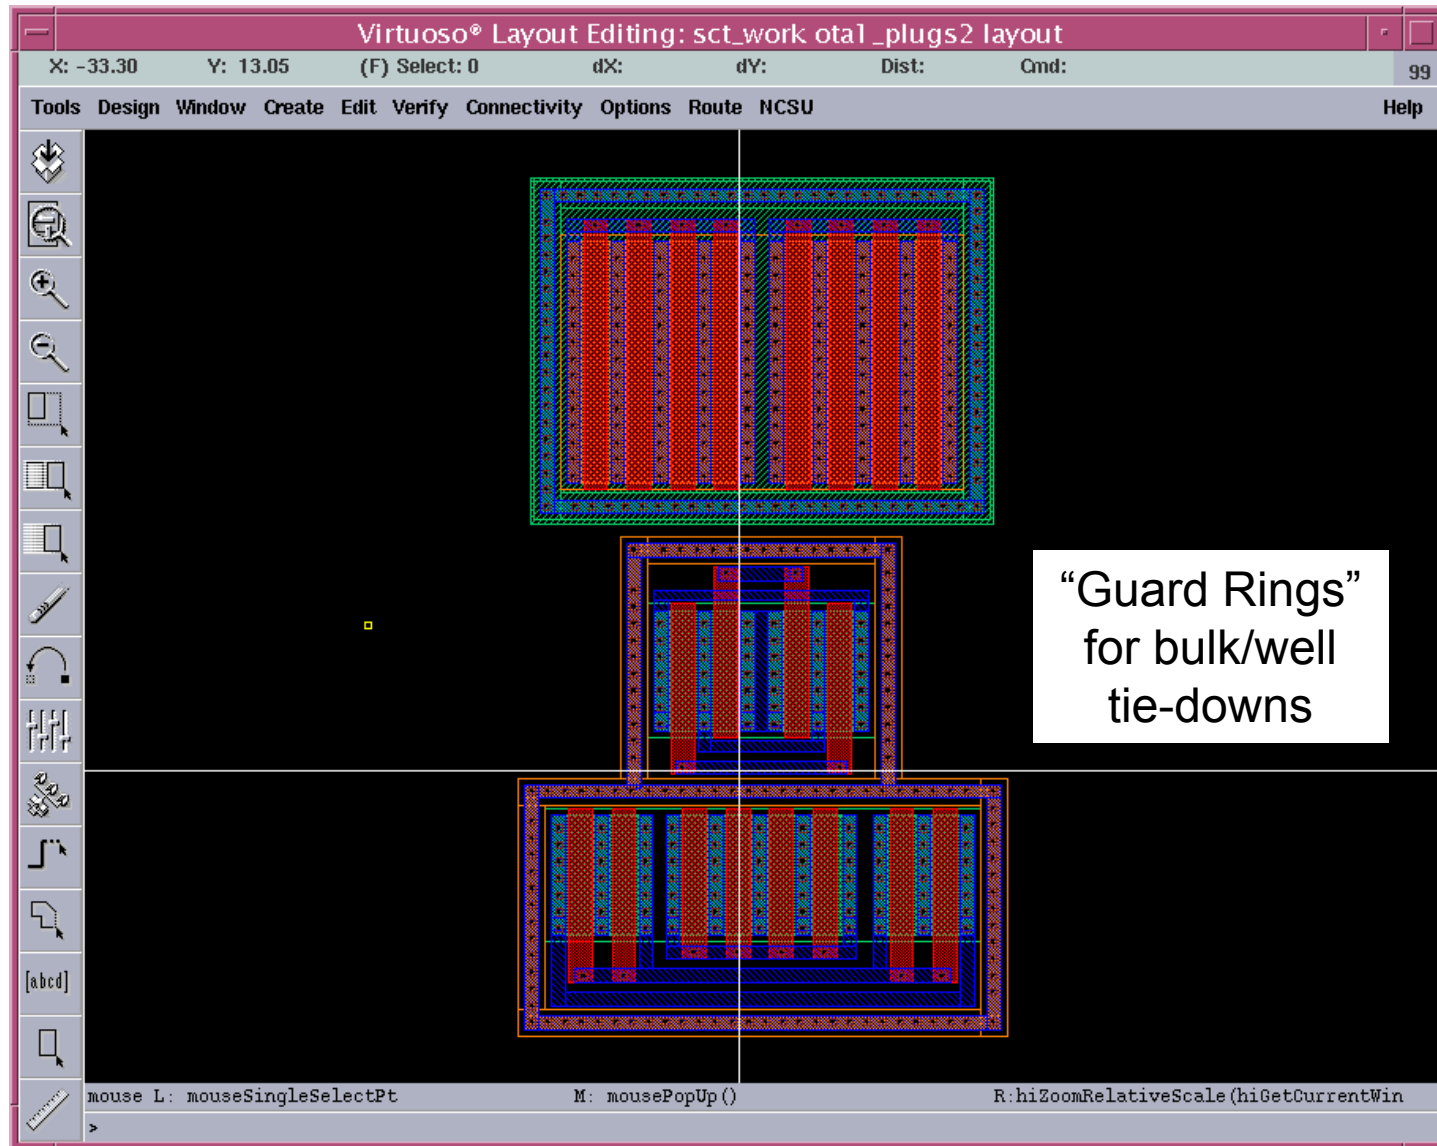 Virtuoso® Layout Editing: sct_work ota1_plugs2 layout
X: -33.30 Y: 13.05 (F) Select: 0 dX: dY: Dist: Cmd: 99
Tools Design Window Create Edit Verify Connectivity Options Route NCSU Help
“Guard Rings”
for bulk/well
tie-downs
[abcd]
mouse L: mouseSingleSelectPt M: mousePopUp() R:hiZoomRelativeScale(hiGetCurrentWin
>